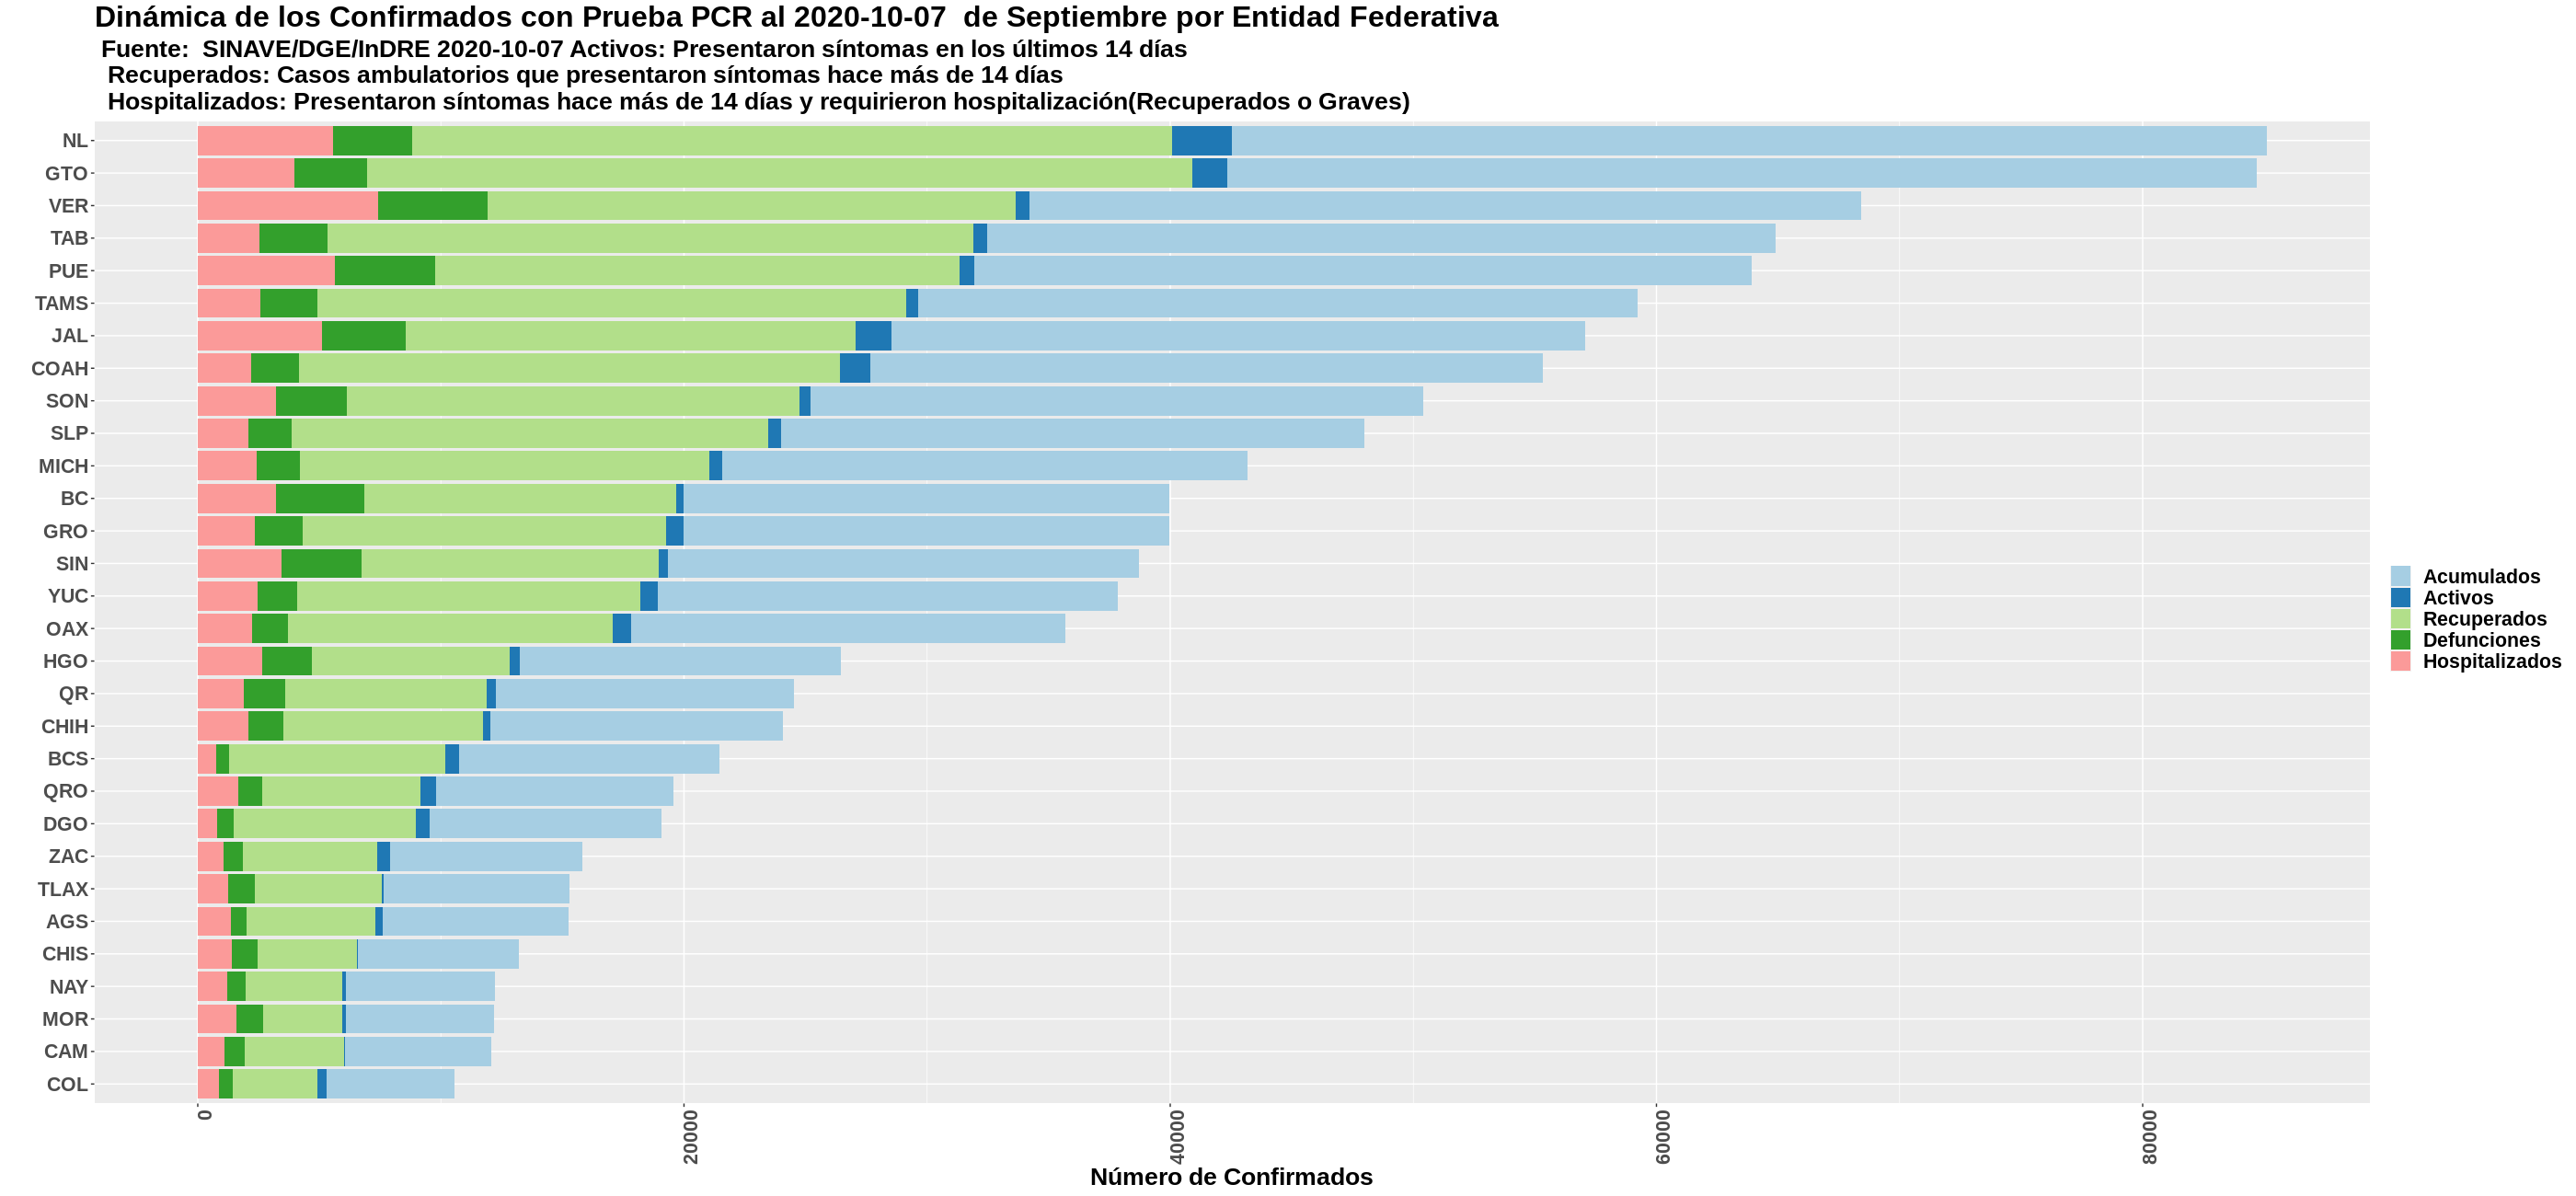 Dinámica de los Confirmados con Prueba PCR al 2020-10-07  de Septiembre por Entidad Federativa
Fuente:  SINAVE/DGE/InDRE 2020-10-07 Activos: Presentaron síntomas en los últimos 14 días
Recuperados: Casos ambulatorios que presentaron síntomas hace más de 14 días
Hospitalizados: Presentaron síntomas hace más de 14 días y requirieron hospitalización(Recuperados o Graves)
NL
GTO
VER
TAB
PUE
TAMS
JAL
COAH
SON
SLP
MICH
BC
GRO
SIN
YUC
OAX
HGO
QR
CHIH
BCS
QRO
DGO
ZAC
TLAX
AGS
CHIS
NAY
MOR
CAM
COL
0
20000
40000
60000
80000
Número de Confirmados
Acumulados
Activos
Recuperados
Defunciones
Hospitalizados